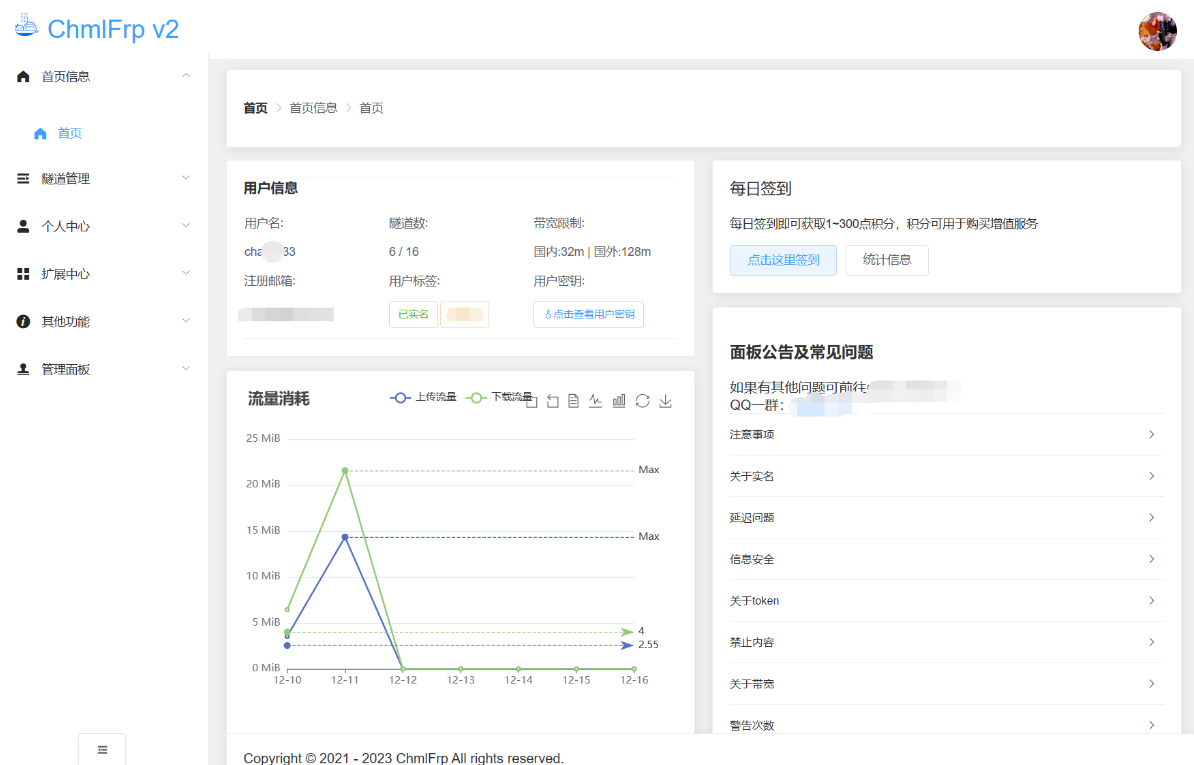 ChmlFrp v2
首页信息
首页
隧道管理
个人中心
扩展中心
其他功能
管理面板
首页 首页信息 首页
用户信息
用户名: 隧道数: 带宽限制:
cha 33 6 / 16 国内:32m | 国外:128m
注册邮箱: 用户标签: 用户密钥:
已实名 点击查看用户密钥
流量消耗
上传流量 下载流量
25 MiB
20 MiB
15 MiB
10 MiB
5 MiB
0 MiB
Max
Max
4
2.55
12-10 12-11 12-12 12-13 12-14 12-15 12-16
每日签到
每日签到即可获取1~300点积分，积分可用于购买增值服务
点击这里签到 统计信息
面板公告及常见问题
如果有其他问题可前往
QQ一群：
注意事项
关于实名
延迟问题
信息安全
关于token
禁止内容
关于带宽
警告次数
Copyright © 2021 - 2023 ChmlFrp All rights reserved.